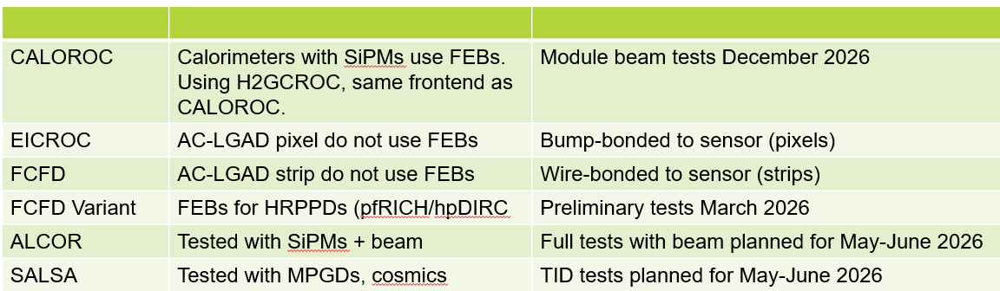 CALOROC
Calorimeters with SiPMs use FEBs.
Using H2GCROC, same frontend as
CALOROC.
Module beam tests December 2026
EICROC
AC-LGAD pixel do not use FEBs
Bump-bonded to sensor (pixels)
FCFD
AC-LGAD strip do not use FEBs
Wire-bonded to sensor (strips)
FCFD Variant
FEBs for HRPPDs (pfRICH/hpDIRC
Preliminary tests March 2026
ALCOR
Tested with SiPMs + beam
Full tests with beam planned for May-June 2026
SALSA
Tested with MPGDs, cosmics
TID tests planned for May-June 2026